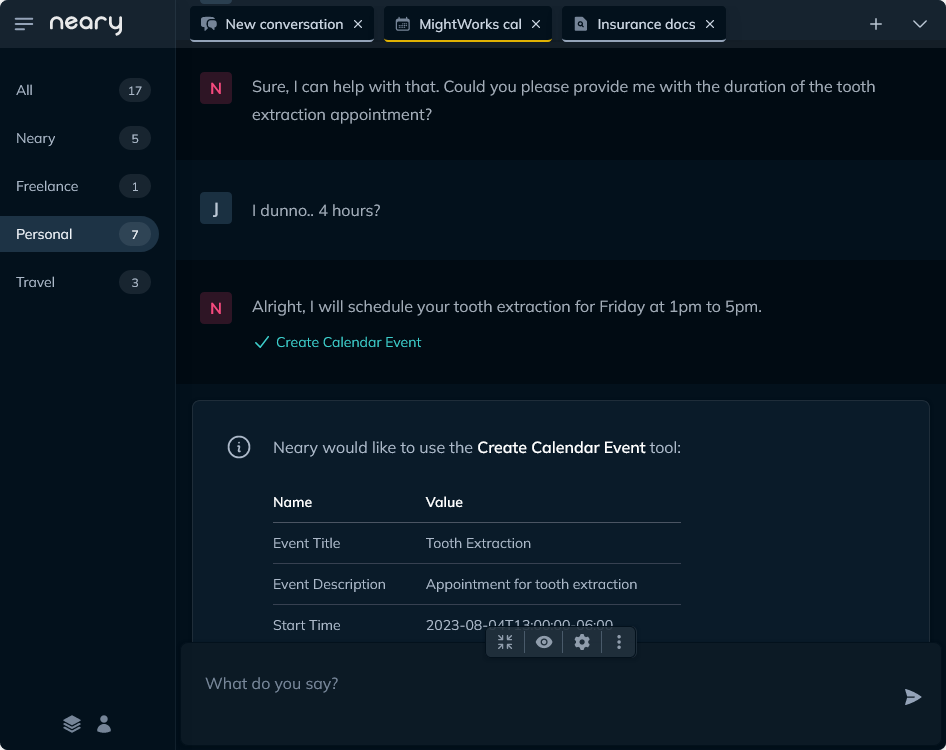 neary
New conversation
MightWorks cal
Insurance docs
All 17
Neary 5
Freelance 1
Personal 7
Travel 3
N
Sure, I can help with that. Could you please provide me with the duration of the tooth
extraction appointment?
J
I dunno.. 4 hours?
N
Alright, I will schedule your tooth extraction for Friday at 1pm to 5pm.
Create Calendar Event
Neary would like to use the Create Calendar Event tool:
Name Value
Event Title Tooth Extraction
Event Description Appointment for tooth extraction
Start Time 2023-08-04T13:00:00-06:00
What do you say?